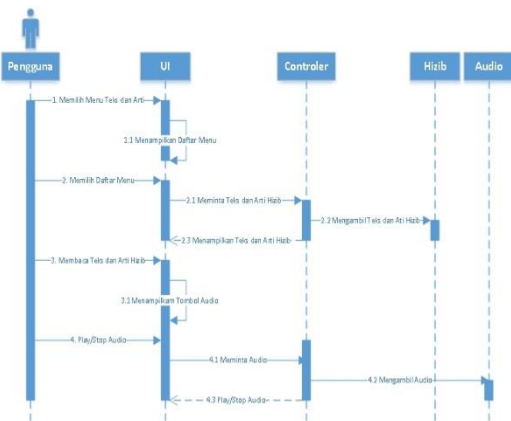 Pengguna
UI
Controler
Hizib
Audio
1. Memilih Menu Teks dan Arti
1.1 Menampilkan Daftar Menu
2. Memilih Daftar Menu
2.1 Meminta Teks dan Arti Hizib
2.2 Mengambil Teks dan Ati Hizib
2.3 Menampilkan Teks dan Arti Hizib
3. Membaca Teks dan Arti Hizib
3.1 Menampilkam Tombol Audio
4. Play/Stop Audio
4.1 Meminta Audio
4.2 Mengambil Audio
4.3 Play/Stop Audio